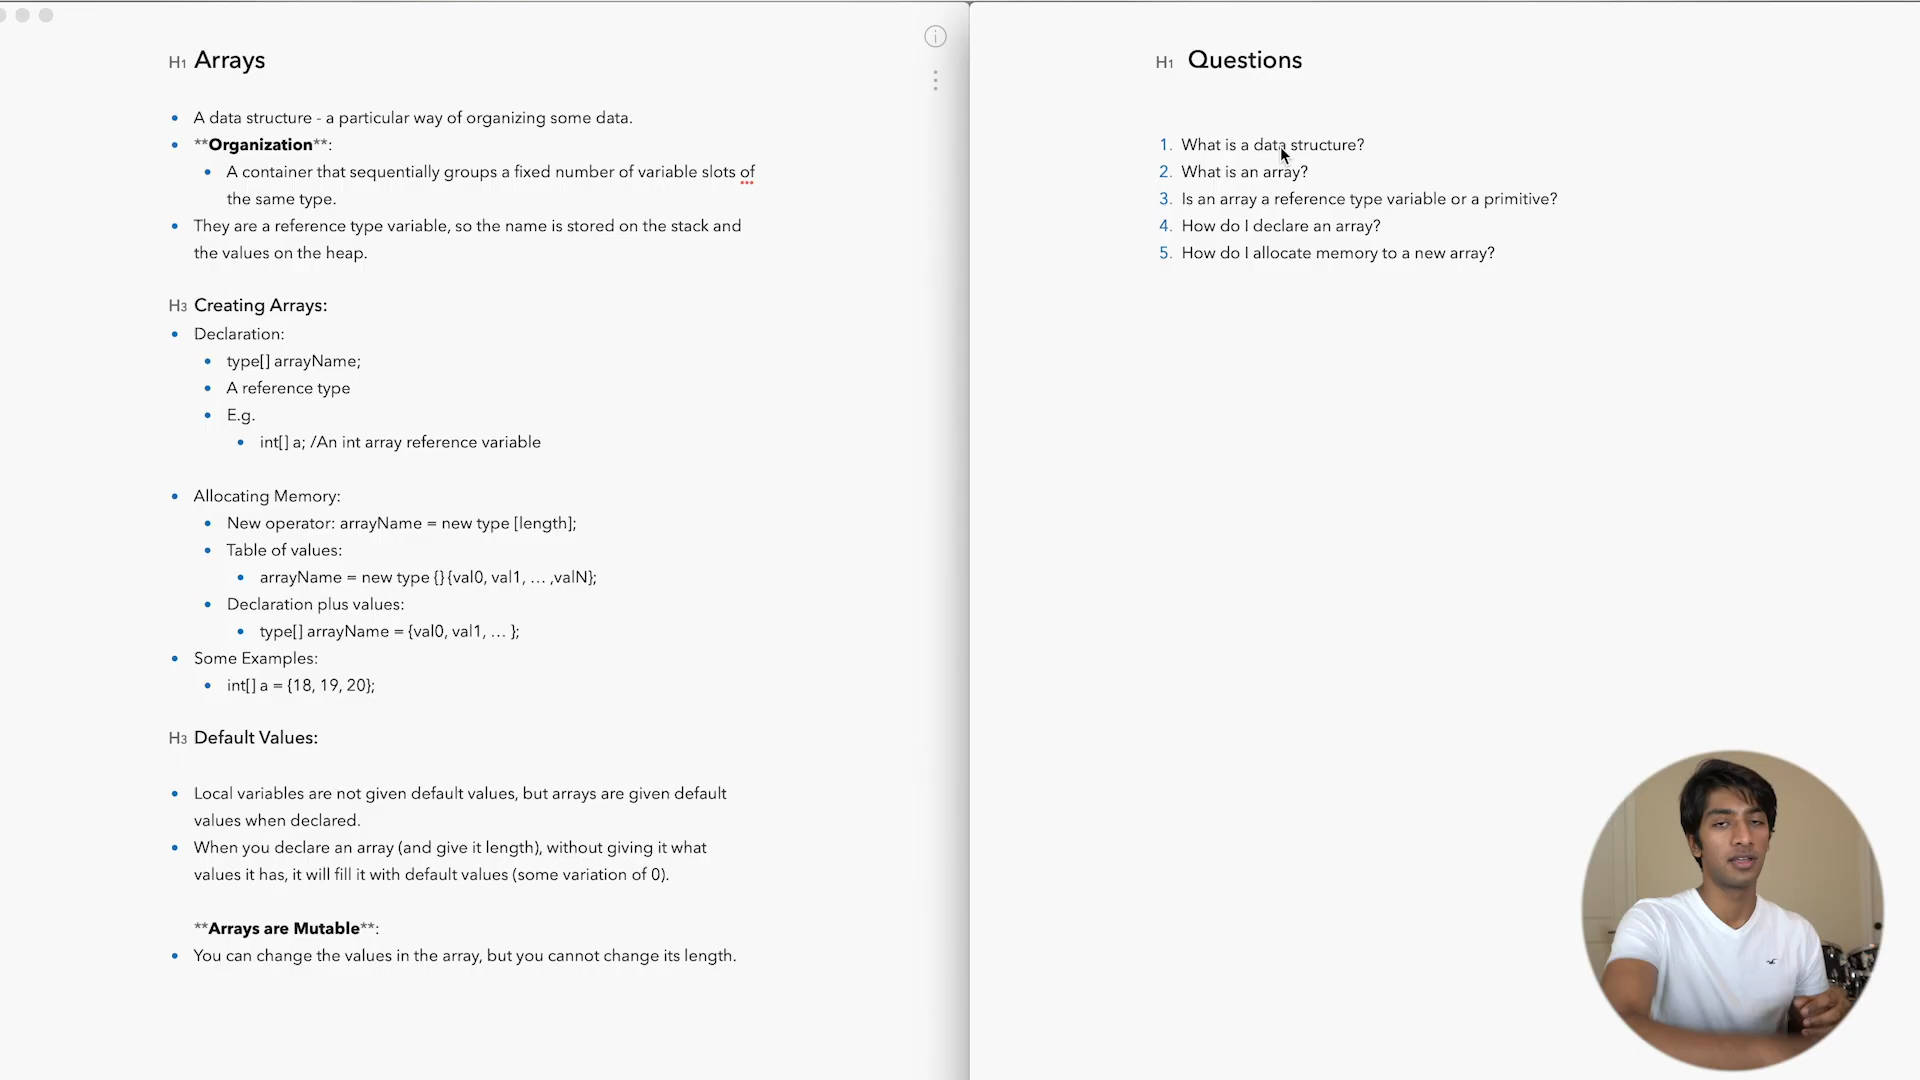 H1 Arrays
• A data structure - a particular way of organizing some data.
• **Organization**:
• A container that sequentially groups a fixed number of variable slots of
the same type.
• They are a reference type variable, so the name is stored on the stack and
the values on the heap.
H3 Creating Arrays:
• Declaration:
• type[] arrayName;
• A reference type
• E.g.
• int[] a; /An int array reference variable
• Allocating Memory:
• New operator: arrayName = new type [length];
• Table of values:
• arrayName = new type {}{val0, val1, … ,valN};
• Declaration plus values:
• type[] arrayName = {val0, val1, … };
• Some Examples:
• int[] a = {18, 19, 20};
H3 Default Values:
• Local variables are not given default values, but arrays are given default
values when declared.
• When you declare an array (and give it length), without giving it what
values it has, it will fill it with default values (some variation of 0).
**Arrays are Mutable**:
• You can change the values in the array, but you cannot change its length.
H1 Questions
1. What is a data structure?
2. What is an array?
3. Is an array a reference type variable or a primitive?
4. How do I declare an array?
5. How do I allocate memory to a new array?